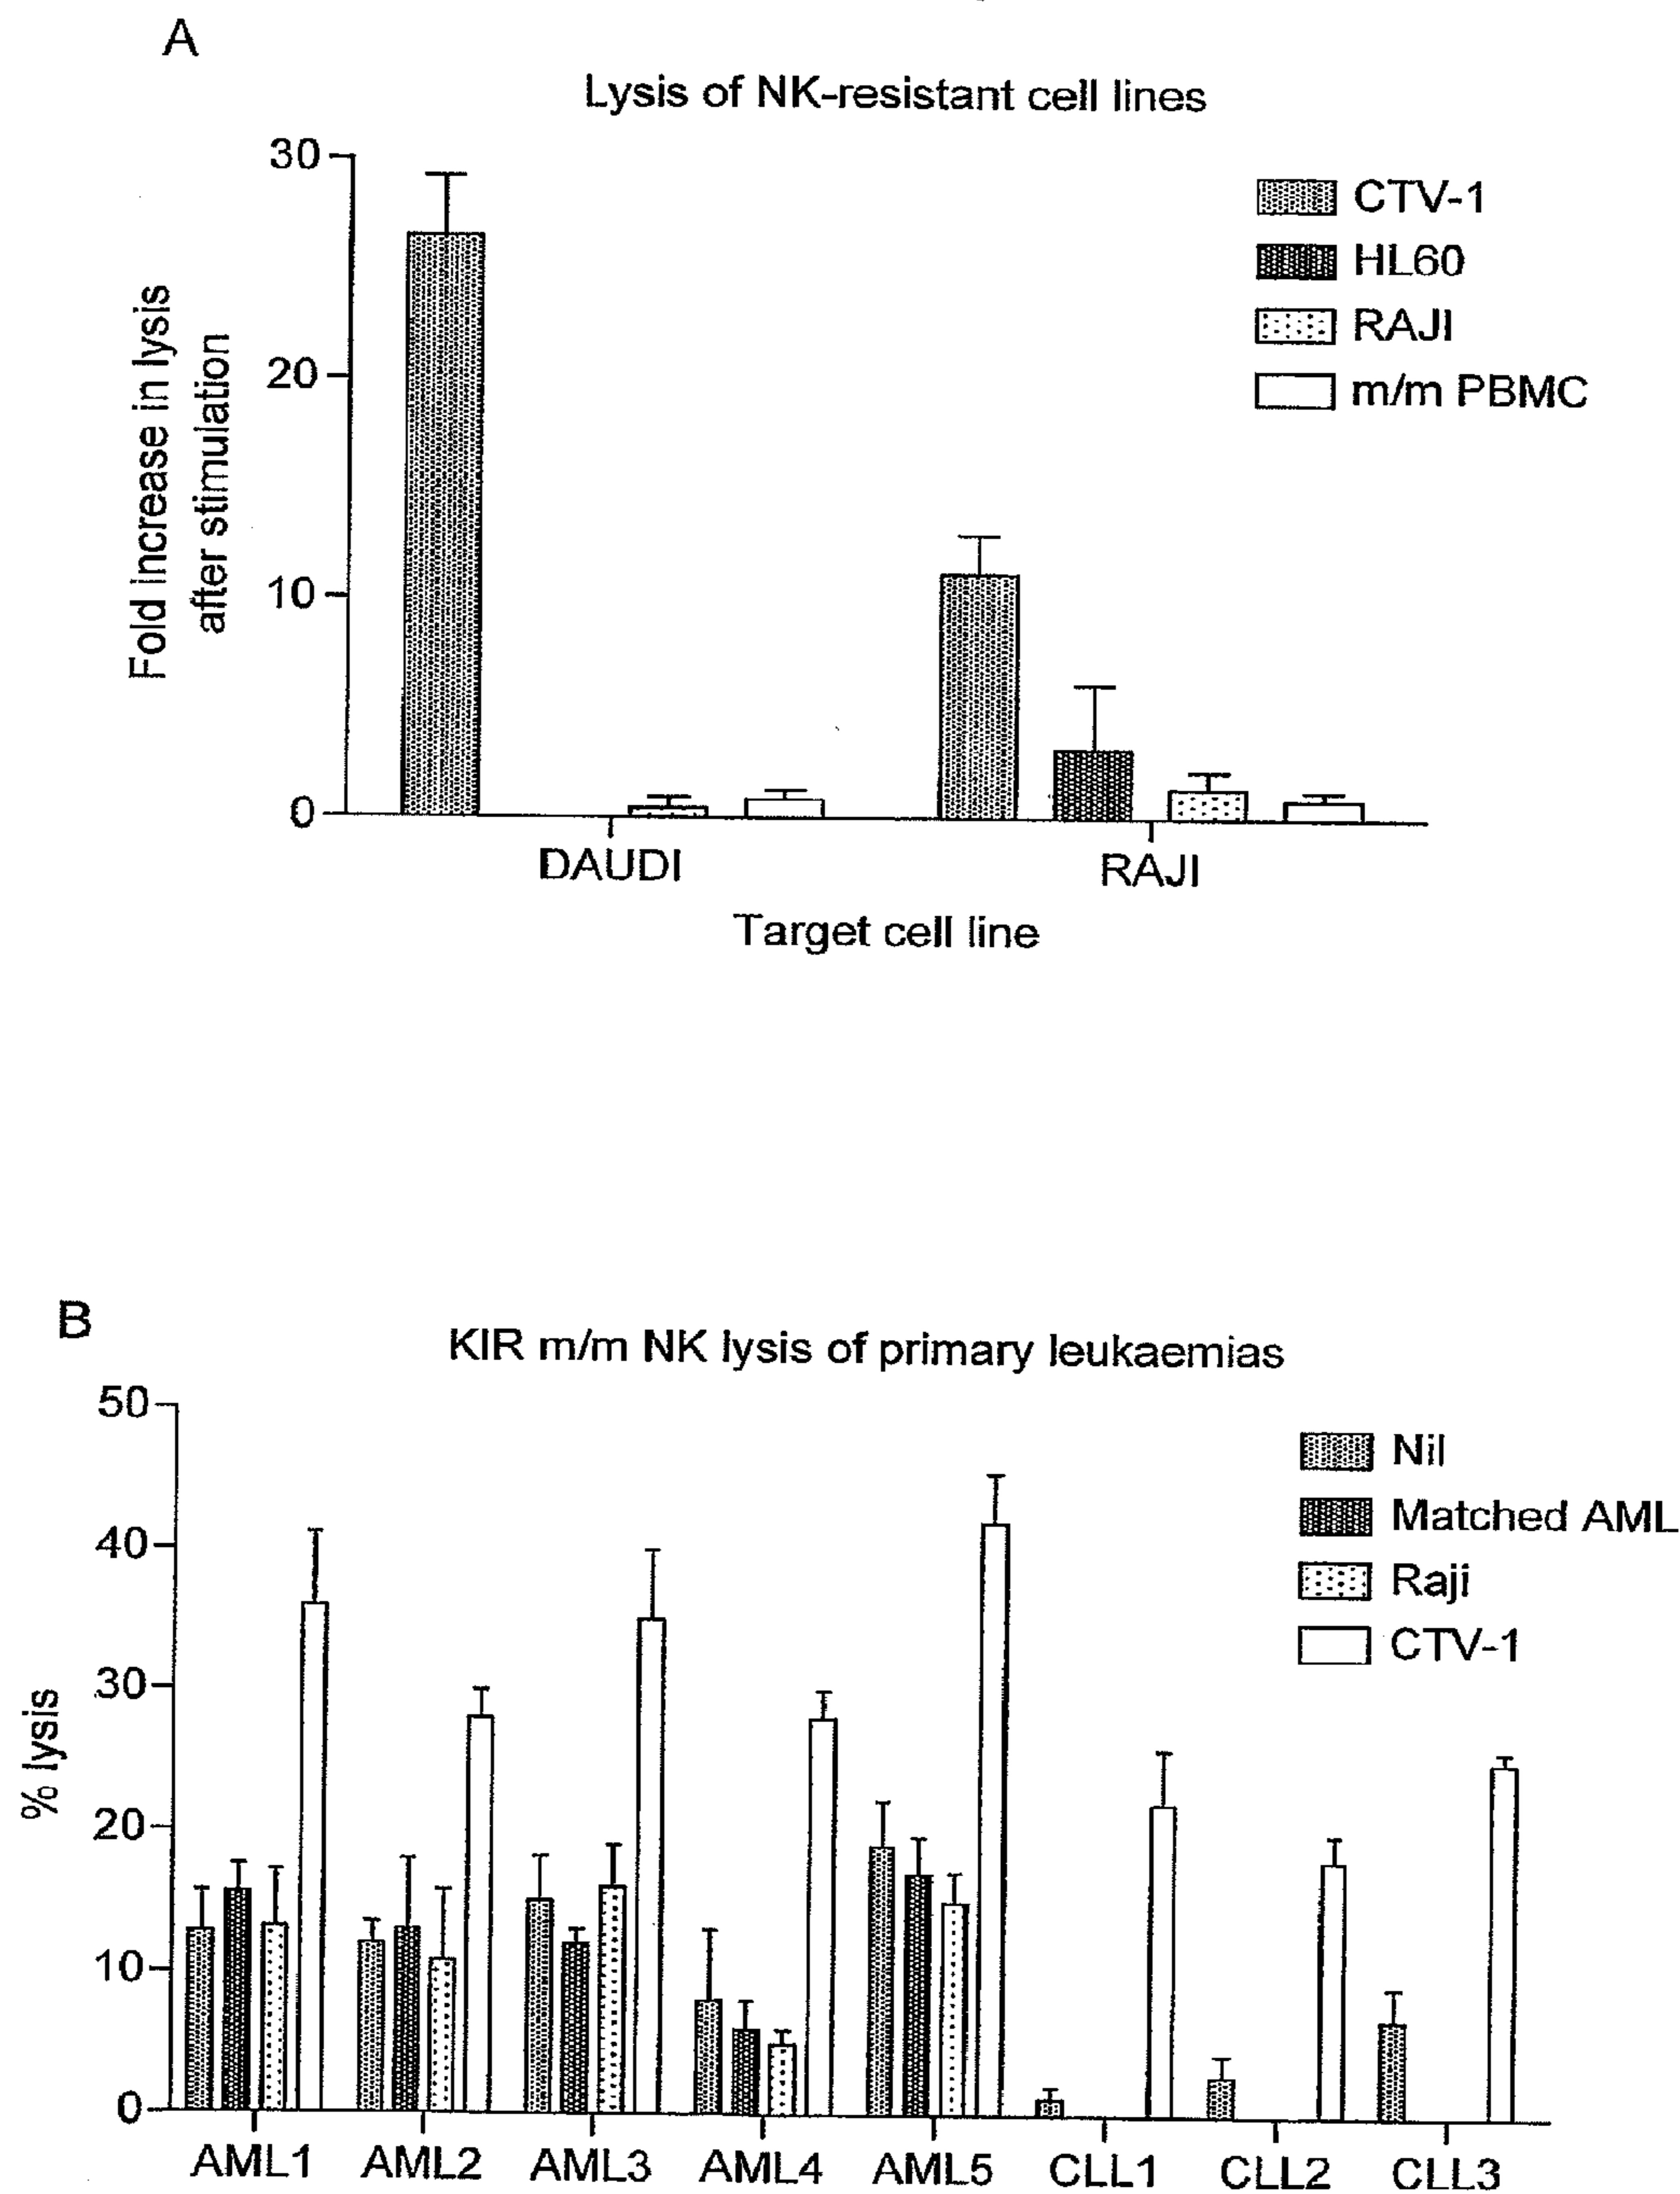 A
Lysis of NK-resistant cell lines
30
20
10
0
Fold increase in lysis
after stimulation
CTV-1
HL60
RAJI
m/m PBMC
DAUDI
RAJI
Target cell line
B
KIR m/m NK lysis of primary leukaemias
50
40
30
20
10
0
% lysis
Nil
Matched AML
Raji
CTV-1
AML1
AML2
AML3
AML4
AML5
CLL1
CLL2
CLL3